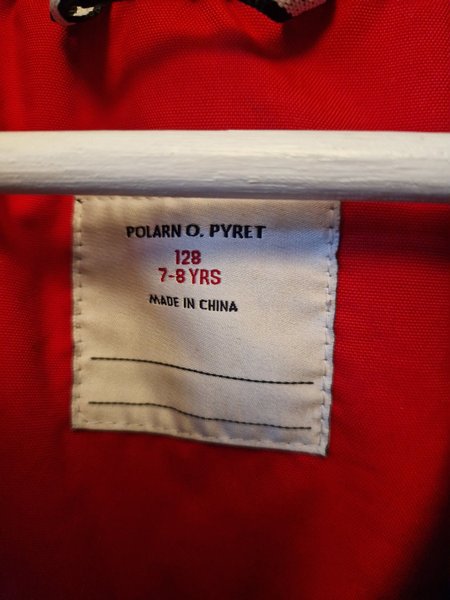 POLARN O. PYRET
128
7-8 YRS
MADE IN CHINA